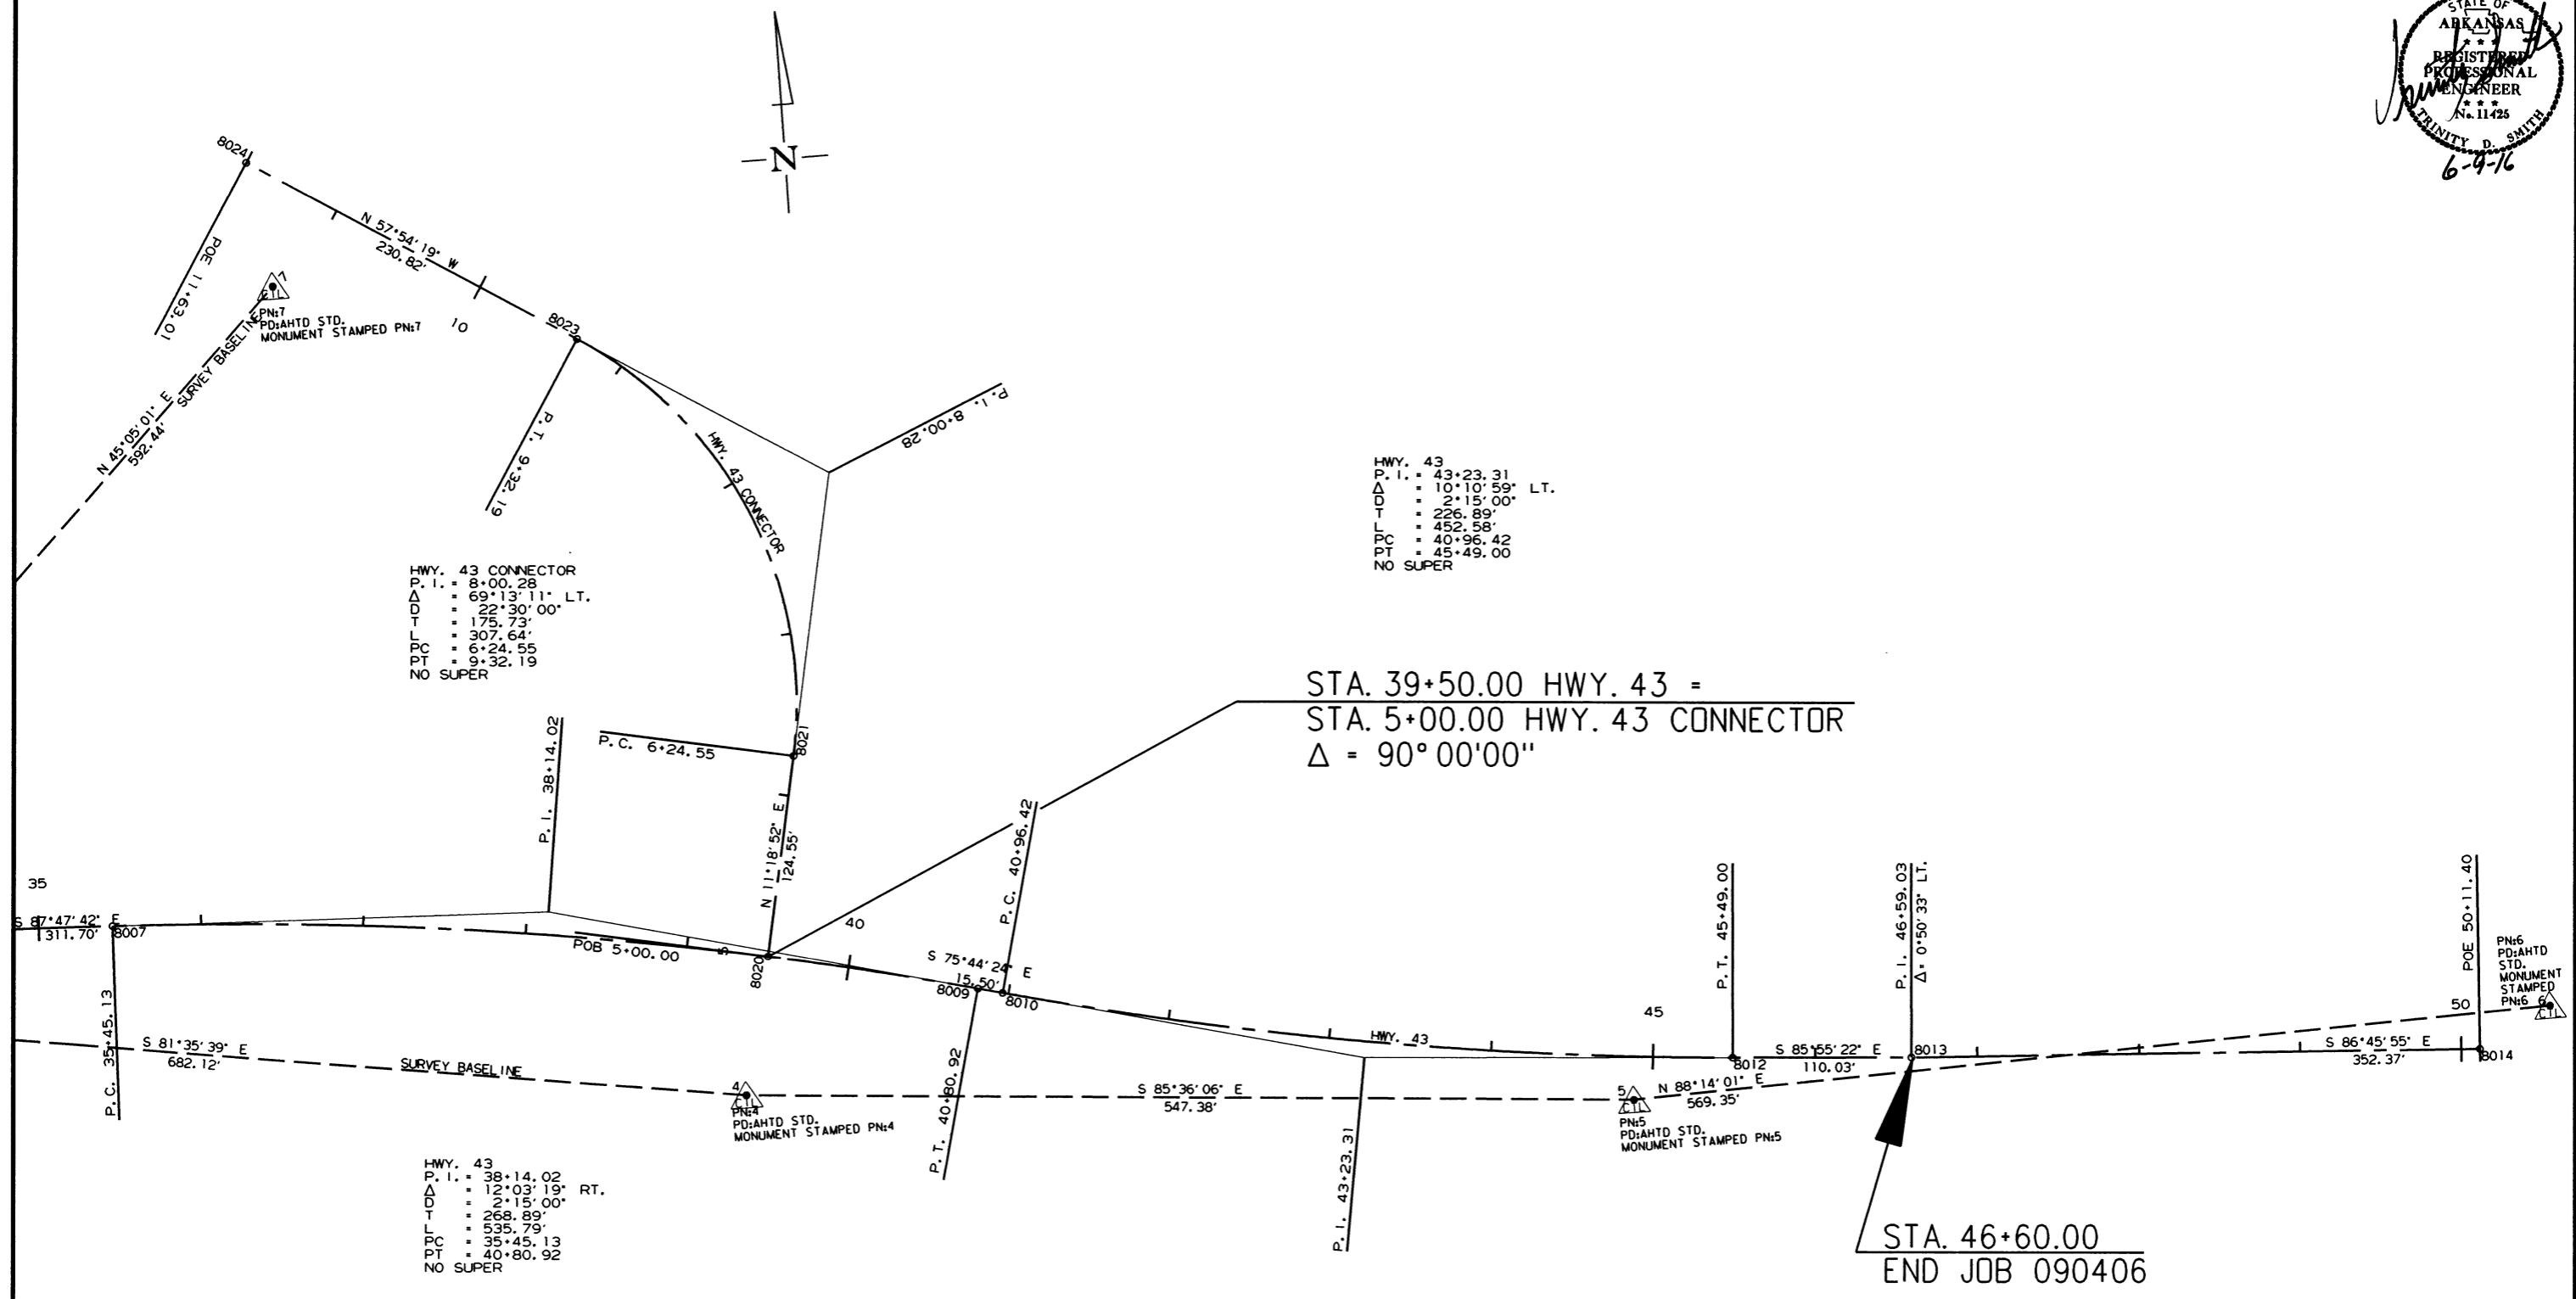 STATE OF
ARKANSAS
★ ★ ★
REGISTERED
PROFESSIONAL
ENGINEER
★ ★ ★
No. 11425
TRINITY D. SMITH
6-9-16
N
8024
N 57°54'19" W
230.82'
POE 11+63.01
7
CTL
PN:7
PD:AHTD STD.
MONUMENT STAMPED PN:7
10
8023
SURVEY BASELINE
N 45°05'01" E
592.44'
P.T. 9+32.19
P.I. 8+00.28
HWY. 43 CONNECTOR
HWY. 43
P.I. = 43+23.31
Δ = 10°10'59" LT.
D = 2°15'00"
T = 226.89'
L = 452.58'
PC = 40+96.42
PT = 45+49.00
NO SUPER
HWY. 43 CONNECTOR
P.I. = 8+00.28
Δ = 69°13'11" LT.
D = 22°30'00"
T = 175.73'
L = 307.64'
PC = 6+24.55
PT = 9+32.19
NO SUPER
STA. 39+50.00 HWY. 43 =
STA. 5+00.00 HWY. 43 CONNECTOR
Δ = 90°00'00"
P.I. 38+14.02
P.C. 6+24.55
8021
N 11°18'52" E
124.55'
P.C. 40+96.42
35
S 87°47'42" E
311.70'
8007
POB 5+00.00
5
8020
40
S 75°44'24" E
15.50'
8009
8010
P.C. 35+45.13
S 81°35'39" E
682.12'
SURVEY BASELINE
4
CTL
PN:4
PD:AHTD STD.
MONUMENT STAMPED PN:4
P.T. 40+80.92
S 85°36'06" E
547.38'
HWY. 43
P.I. 43+23.31
45
P.T. 45+49.00
8012
S 85°55'22" E
110.03'
P.I. 46+59.03
Δ= 0°50'33" LT.
8013
5
CTL
PN:5
PD:AHTD STD.
MONUMENT STAMPED PN:5
N 88°14'01" E
569.35'
S 86°45'55" E
352.37'
POE 50+11.40
50
8014
PN:6
PD:AHTD
STD.
MONUMENT
STAMPED
PN:6
6
CTL
HWY. 43
P.I. = 38+14.02
Δ = 12°03'19" RT.
D = 2°15'00"
T = 268.89'
L = 535.79'
PC = 35+45.13
PT = 40+80.92
NO SUPER
STA. 46+60.00
END JOB 090406